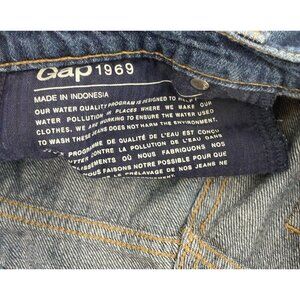 Gap 1969
MADE IN INDONESIA
OUR WATER QUALITY PROGRAM IS DESIGNED TO HELP
WATER POLLUTION IN PLACES WHERE WE MAKE OUR
CLOTHES. WE ARE WORKING TO ENSURE THE WATER USED
TO WASH THESE JEANS DOES NOT HARM THE ENVIRONMENT.
PROGRAMME DE QUALITÉ DE L'EAU EST CONÇU
CONTRE LA POLLUTION DE L'EAU DANS
OÙ NOUS FABRIQUONS NOS
FAISONS NOTRE POSSIBLE POUR QUE
PRÉLAVAGE DE NOS JEANS NE